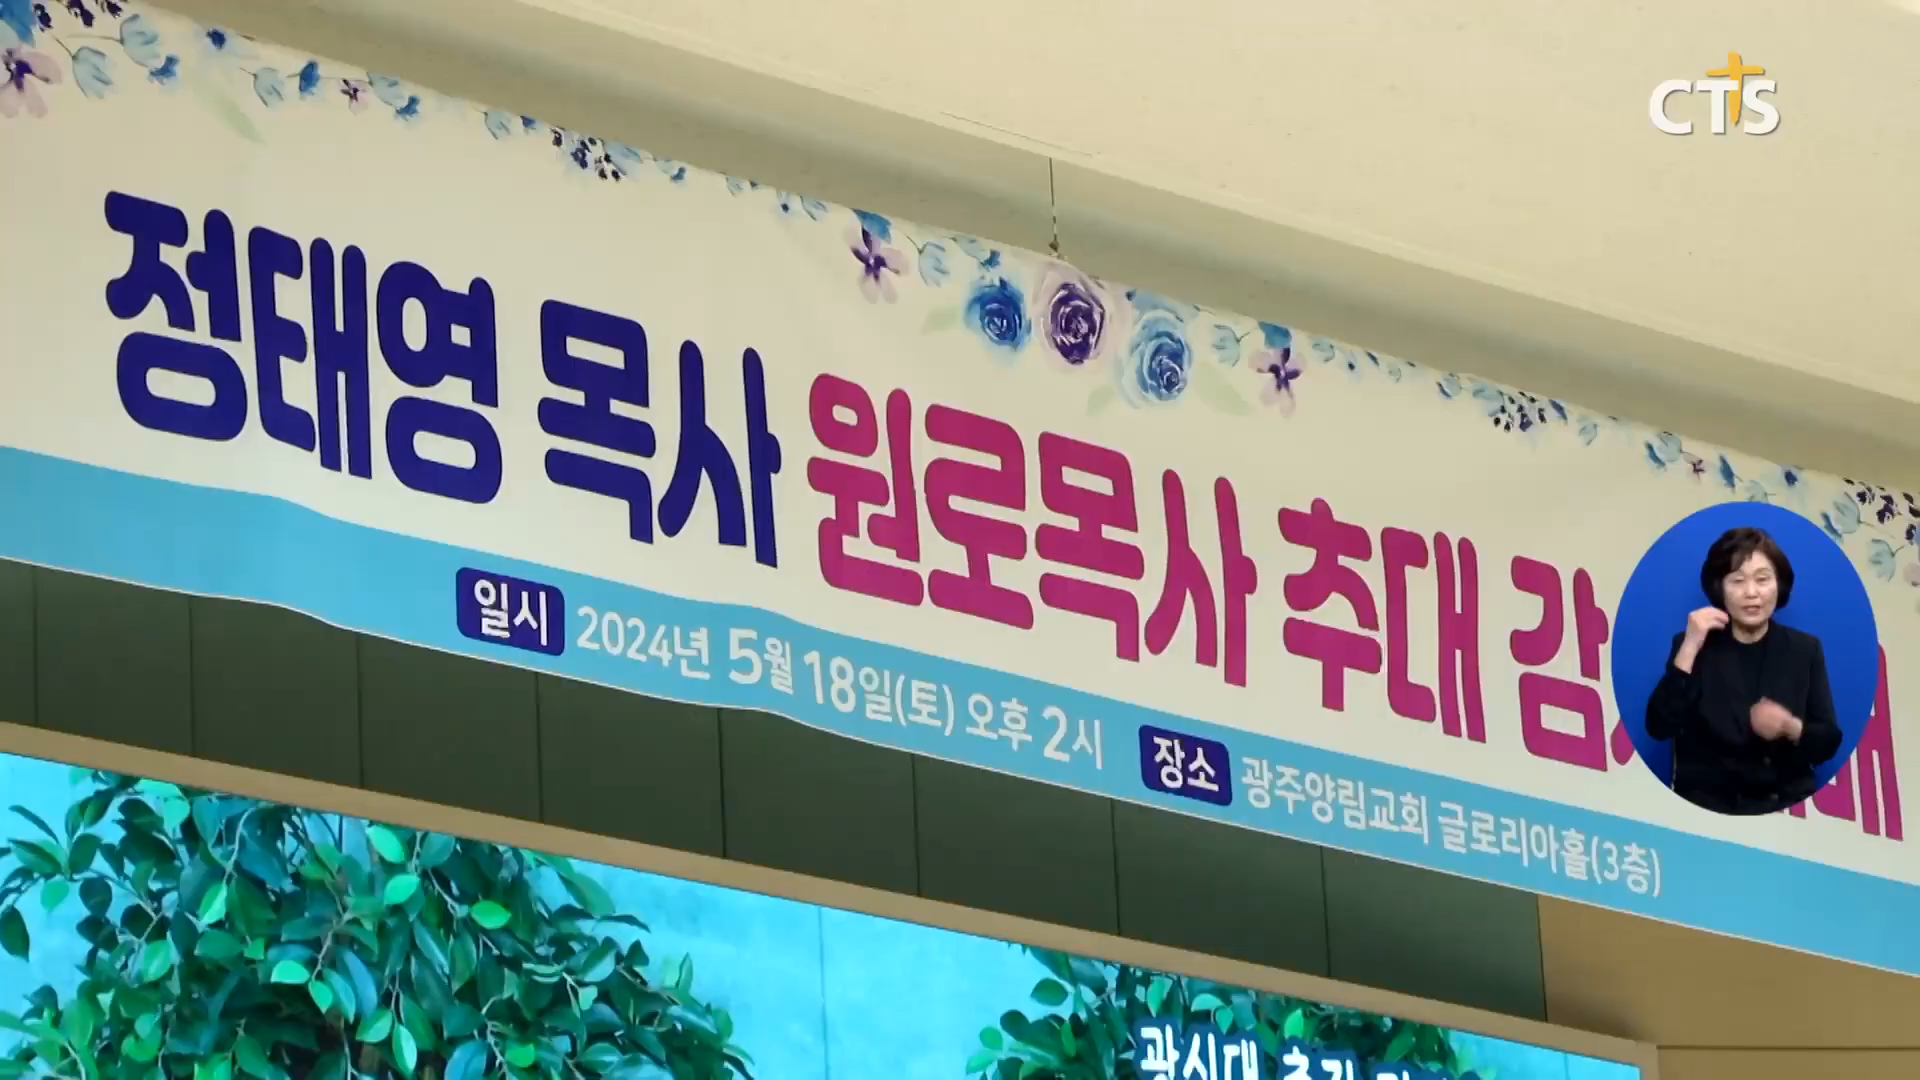 CTS
정태영 목사 원로목사 추대 감
일시 2024년 5월 18일(토) 오후 2시 장소 광주양림교회 글로리아홀(3층)